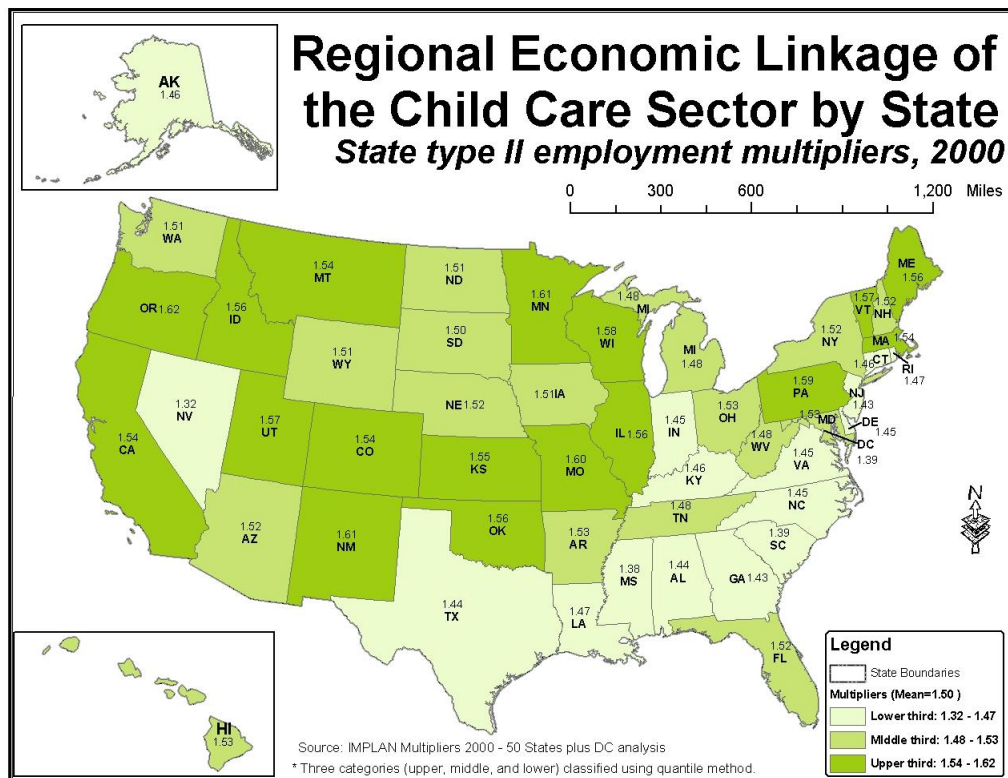 Regional Economic Linkage of
the Child Care Sector by State
State type II employment multipliers, 2000
0 300 600 1,200 Miles
AK
1.46
1.51
WA
OR 1.62
1.56
ID
1.54
MT
1.51
ND
1.61
MN
1.50
SD
1.51
WY
1.58
WI
1.48
MI
MI
1.48
ME
1.56
1.57
VT
1.52
NH
1.52
NY
MA 1.54
1.46
CT
RI
1.47
1.32
NV
1.54
CA
1.57
UT
1.54
CO
NE 1.52
1.51 IA
1.55
KS
1.60
MO
IL 1.56
1.45
IN
1.53
OH
1.59
PA
NJ
1.43
1.53
MD
DE
1.45
DC
1.39
1.48
WV
1.45
VA
1.46
KY
1.45
NC
1.48
TN
1.39
SC
1.52
AZ
1.61
NM
1.56
OK
1.53
AR
1.38
MS
1.44
AL
GA 1.43
1.44
TX
1.47
LA
1.52
FL
HI
1.53
N
Legend
State Boundaries
Multipliers (Mean=1.50 )
Lower third: 1.32 - 1.47
Middle third: 1.48 - 1.53
Upper third: 1.54 - 1.62
Source: IMPLAN Multipliers 2000 - 50 States plus DC analysis
* Three categories (upper, middle, and lower) classified using quantile method.